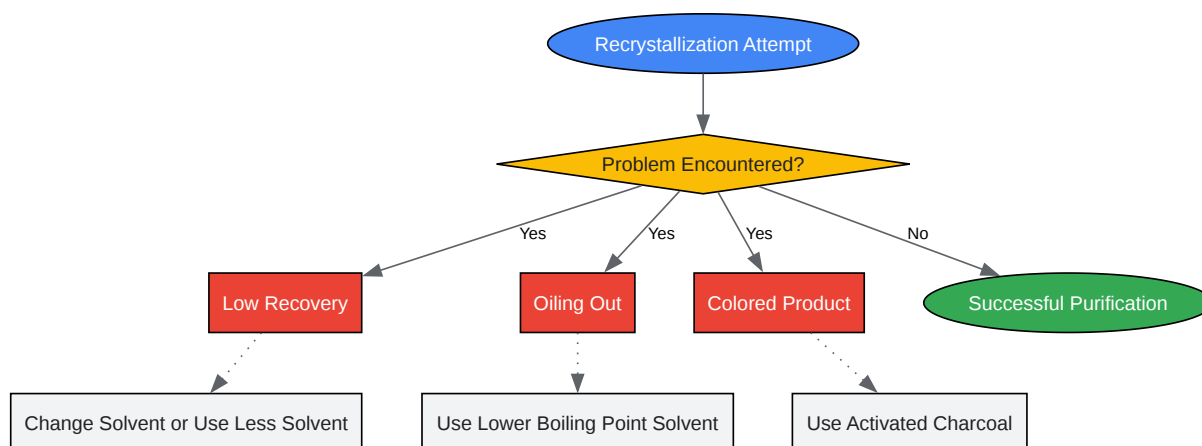 Recrystallization Attempt
Problem Encountered?
Yes
Yes
Yes
No
Low Recovery
Oiling Out
Colored Product
Successful Purification
Change Solvent or Use Less Solvent
Use Lower Boiling Point Solvent
Use Activated Charcoal